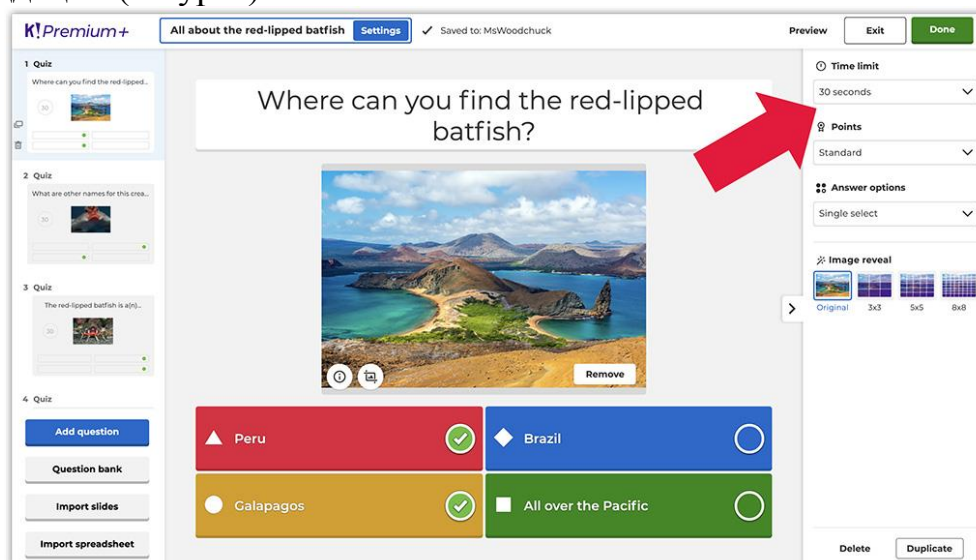 K!Premium+
All about the red-lipped batfish Settings
Saved to: MsWoodchuck
Preview
Exit
Done
1 Quiz
Where can you find the red-lipped...
30
2 Quiz
What are other names for this crea...
30
3 Quiz
The red-lipped batfish is a(n)...
30
4 Quiz
Add question
Question bank
Import slides
Import spreadsheet
Where can you find the red-lipped
batfish?
Remove
Peru
Brazil
Galapagos
All over the Pacific
Time limit
30 seconds
Points
Standard
Answer options
Single select
Image reveal
Original 3x3 5x5 8x8
Delete
Duplicate